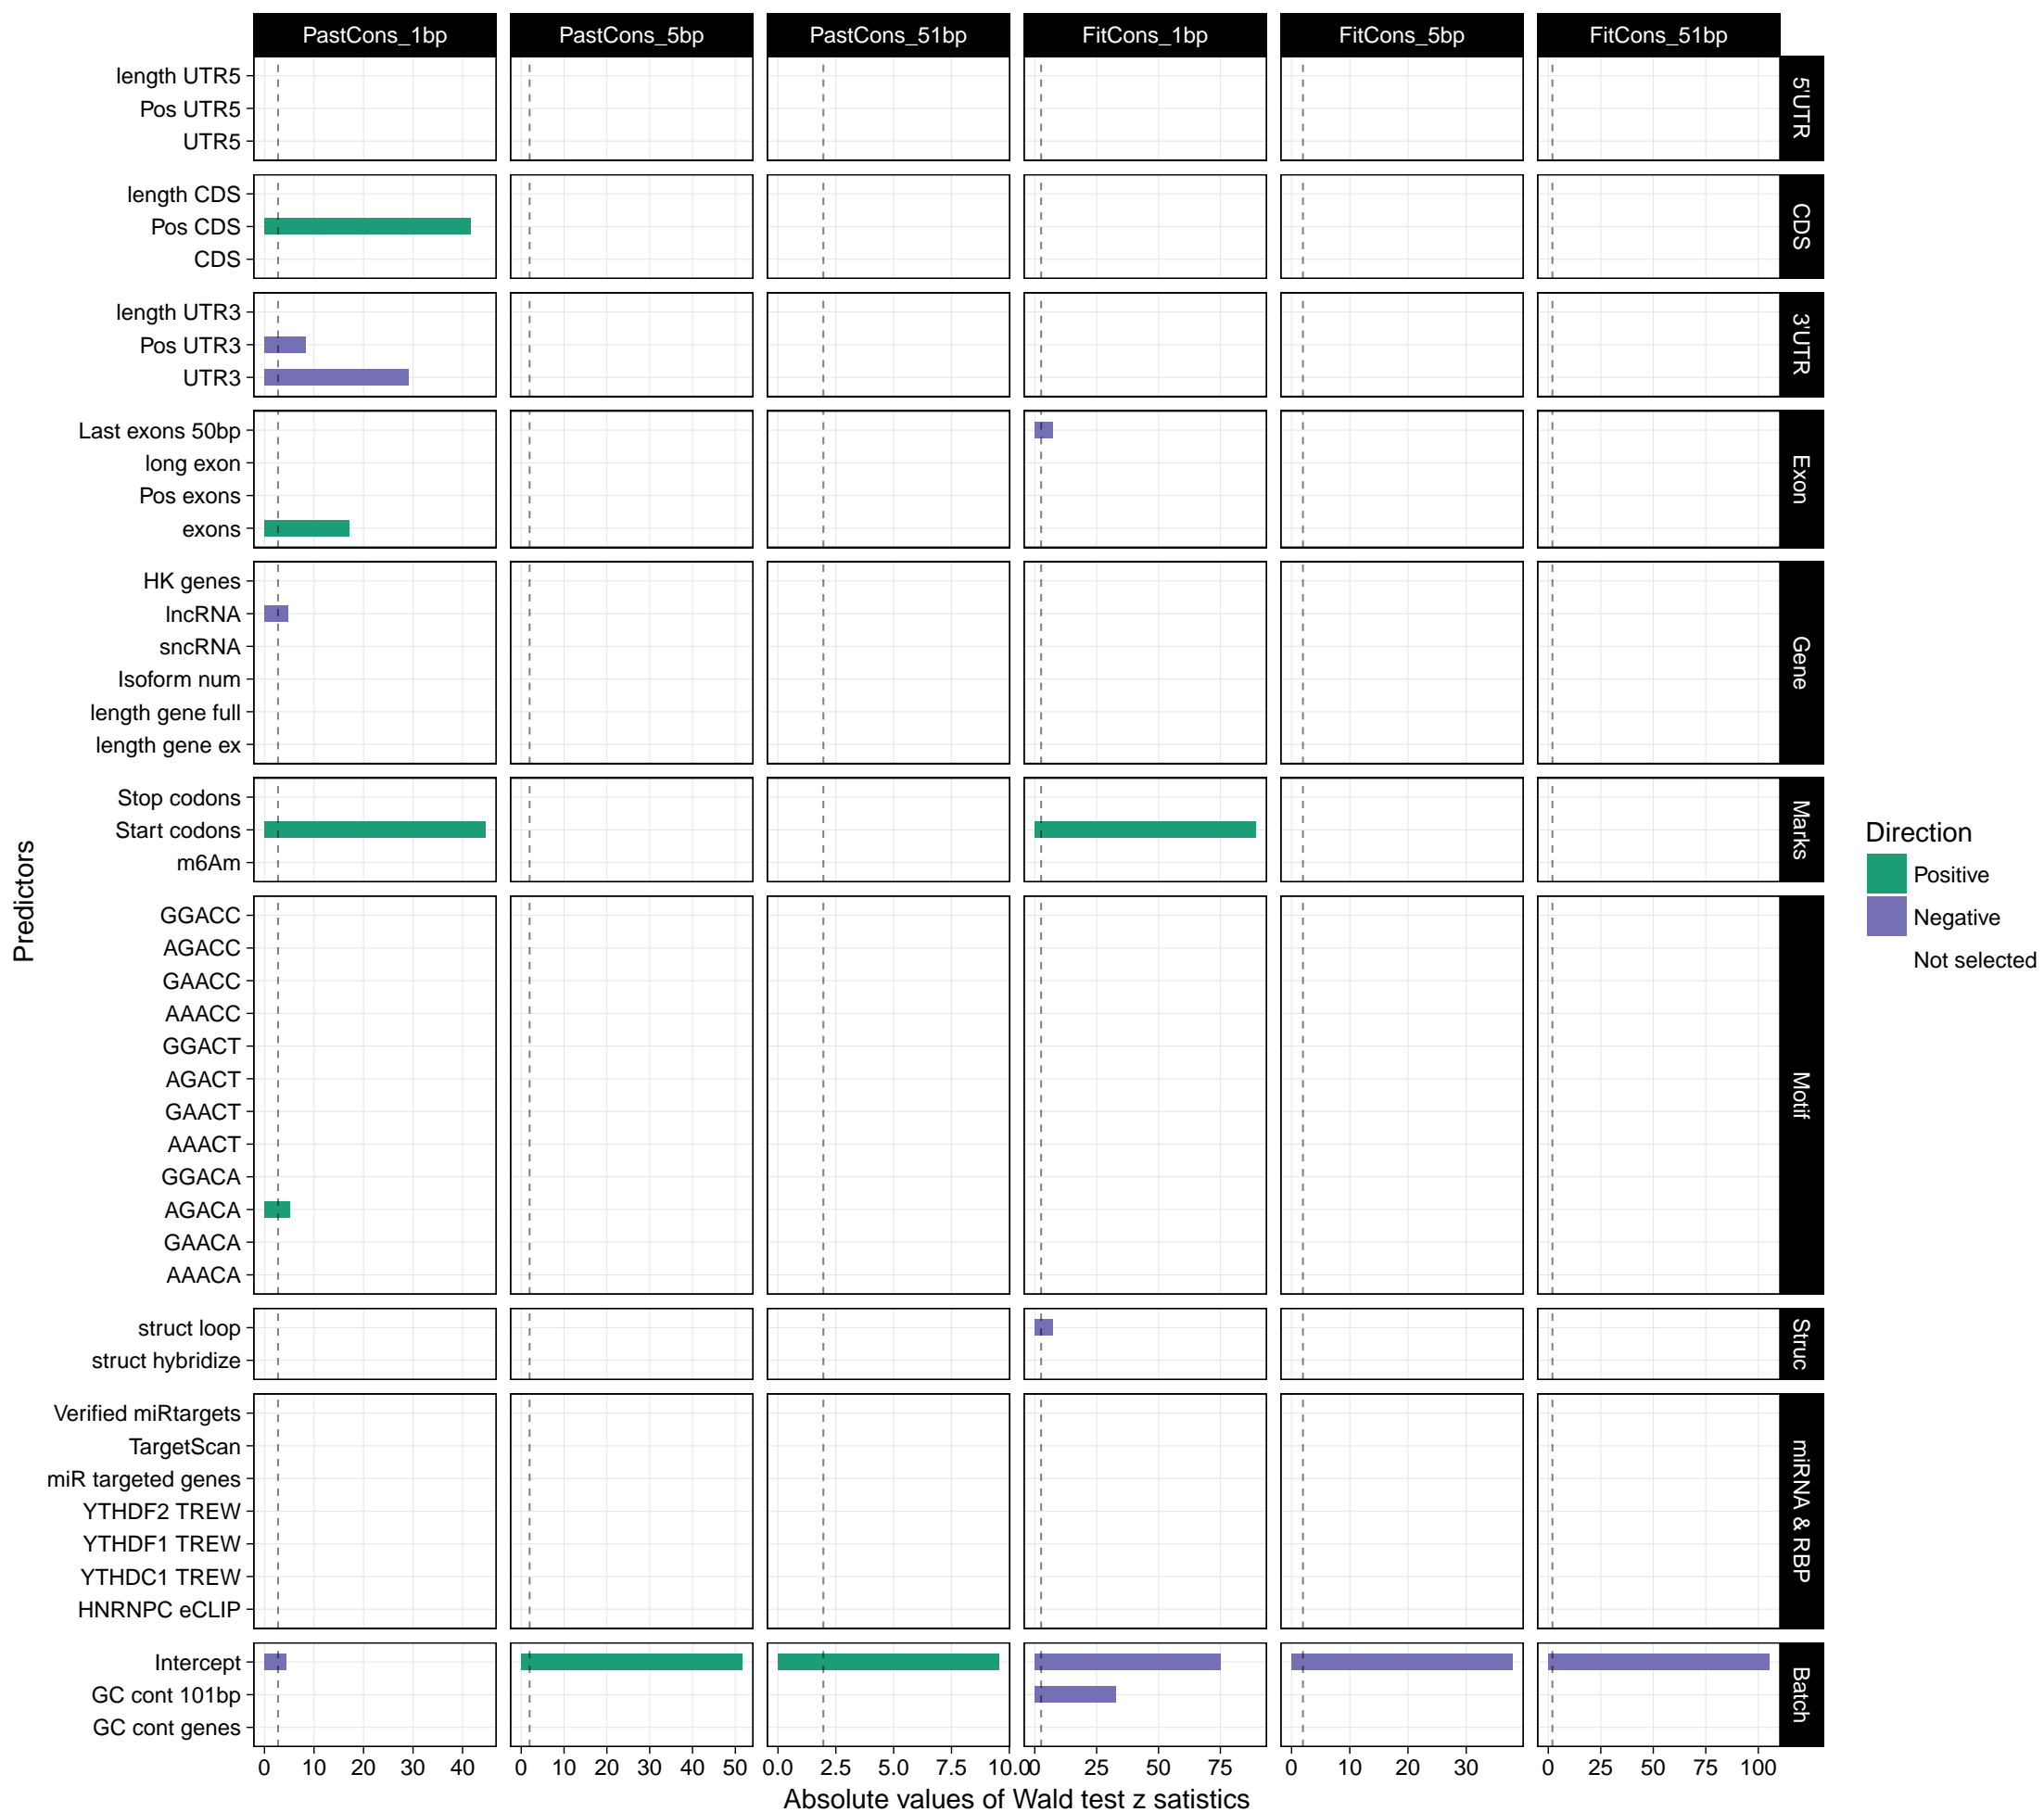 PastCons_1bp PastCons_5bp PastCons_51bp FitCons_1bp FitCons_5bp FitCons_51bp
length UTR5
Pos UTR5
UTR5
5'UTR
length CDS
Pos CDS
CDS
CDS
length UTR3
Pos UTR3
UTR3
3'UTR
Last exons 50bp
long exon
Pos exons
exons
Exon
HK genes
lncRNA
sncRNA
Isoform num
length gene full
length gene ex
Gene
Stop codons
Start codons
m6Am
Marks
GGACC
AGACC
GAACC
AAACC
GGACT
AGACT
GAACT
AAACT
GGACA
AGACA
GAACA
AAACA
Motif
struct loop
struct hybridize
Struc
Verified miRtargets
TargetScan
miR targeted genes
YTHDF2 TREW
YTHDF1 TREW
YTHDC1 TREW
HNRNPC eCLIP
miRNA & RBP
Intercept
GC cont 101bp
GC cont genes
Batch
0 10 20 30 40 0 10 20 30 40 50 0.0 2.5 5.0 7.5 10.0 0 25 50 75 0 10 20 30 0 25 50 75 100
Absolute values of Wald test z satistics
Predictors
Direction
Positive
Negative
Not selected